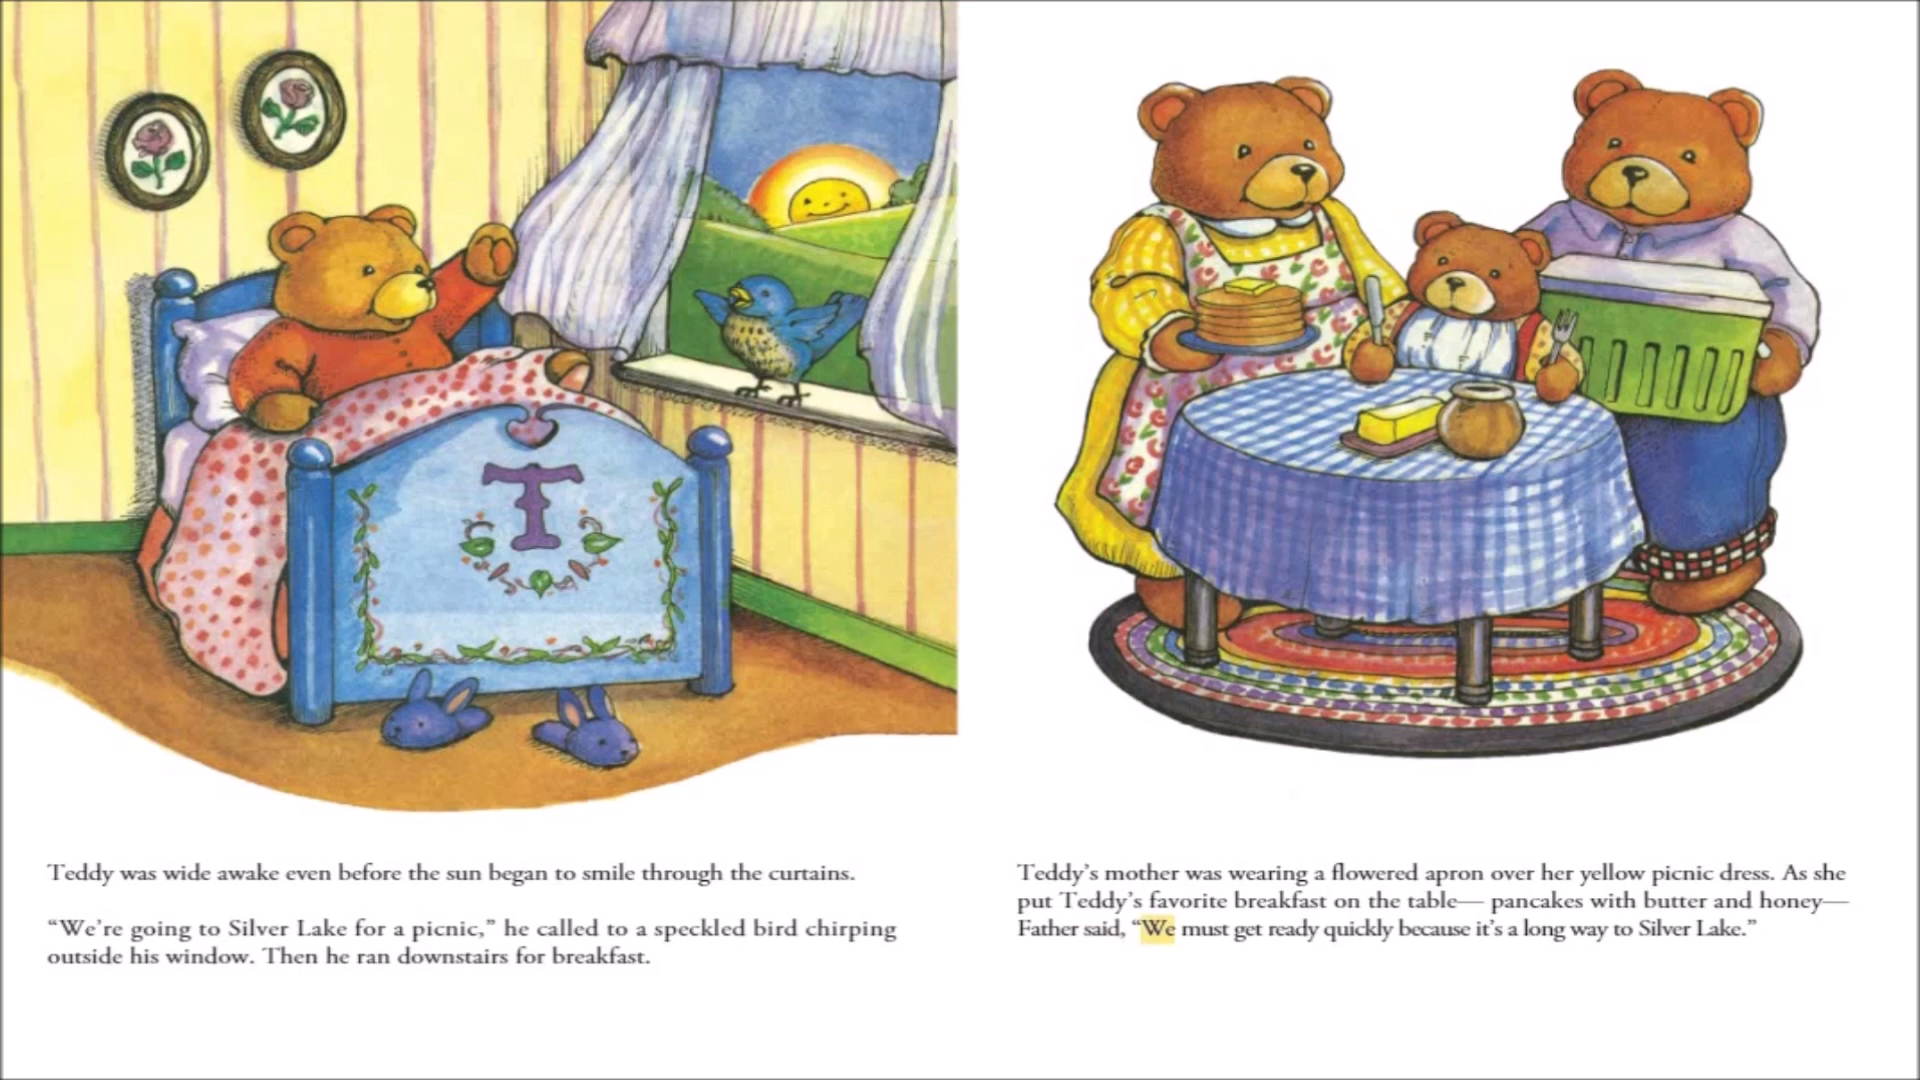 T
Teddy was wide awake even before the sun began to smile through the curtains.
“We’re going to Silver Lake for a picnic,” he called to a speckled bird chirping
outside his window. Then he ran downstairs for breakfast.
Teddy’s mother was wearing a flowered apron over her yellow picnic dress. As she
put Teddy’s favorite breakfast on the table— pancakes with butter and honey—
Father said, “We must get ready quickly because it’s a long way to Silver Lake.”